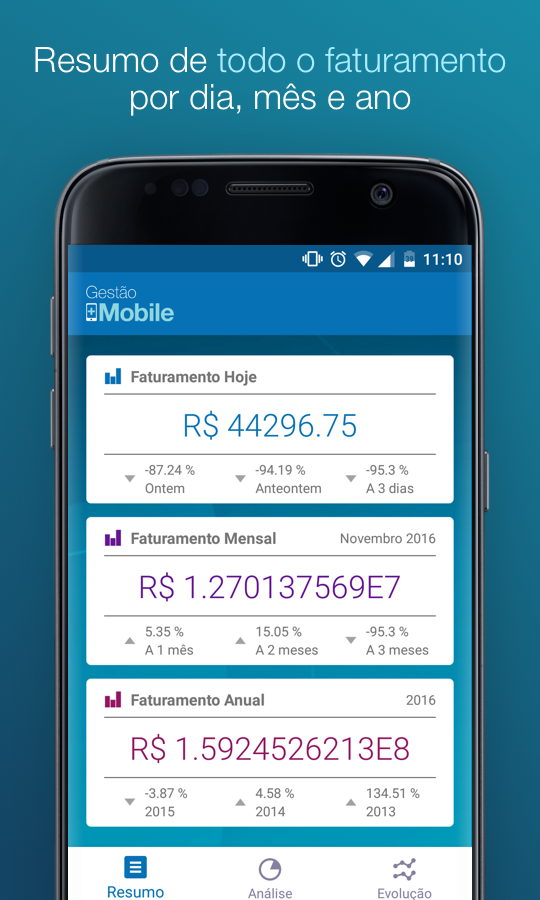 Resumo de todo o faturamento
por dia, mês e ano
39
11:10
Gestão
Mobile
Faturamento Hoje
R$ 44296.75
-87.24 %
Ontem
-94.19 %
Anteontem
-95.3 %
A 3 dias
Faturamento Mensal
Novembro 2016
R$ 1.270137569E7
5.35 %
A 1 mês
15.05 %
A 2 meses
-95.3 %
A 3 meses
Faturamento Anual
2016
R$ 1.5924526213E8
-3.87 %
2015
4.58 %
2014
134.51 %
2013
Resumo
Análise
Evolução